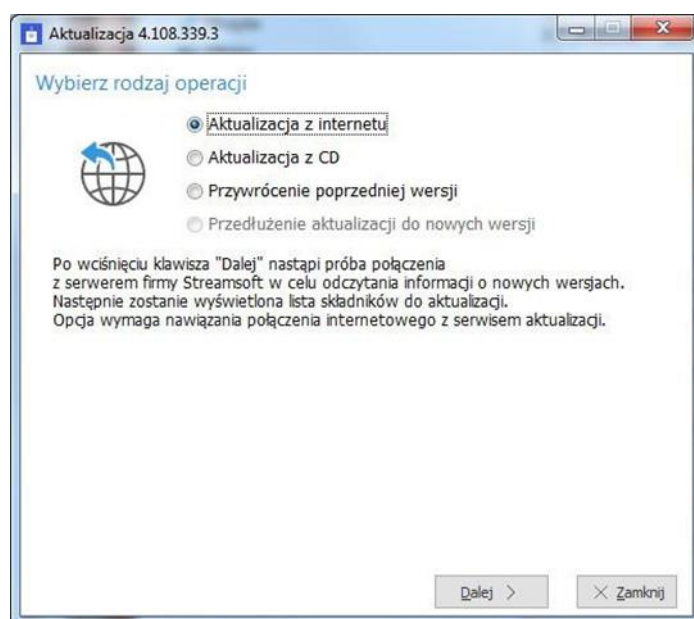 Aktualizacja 4.108.339.3
Wybierz rodzaj operacji
Aktualizacja z internetu
Aktualizacja z CD
Przywrócenie poprzedniej wersji
Przedłużenie aktualizacji do nowych wersji
Po wciśnięciu klawisza "Dalej" nastąpi próba połączenia
z serwerem firmy Streamsoft w celu odczytania informacji o nowych wersjach.
Następnie zostanie wyświetlona lista składników do aktualizacji.
Opcja wymaga nawiązania połączenia internetowego z serwisem aktualizacji.
Dalej >
Zamknij